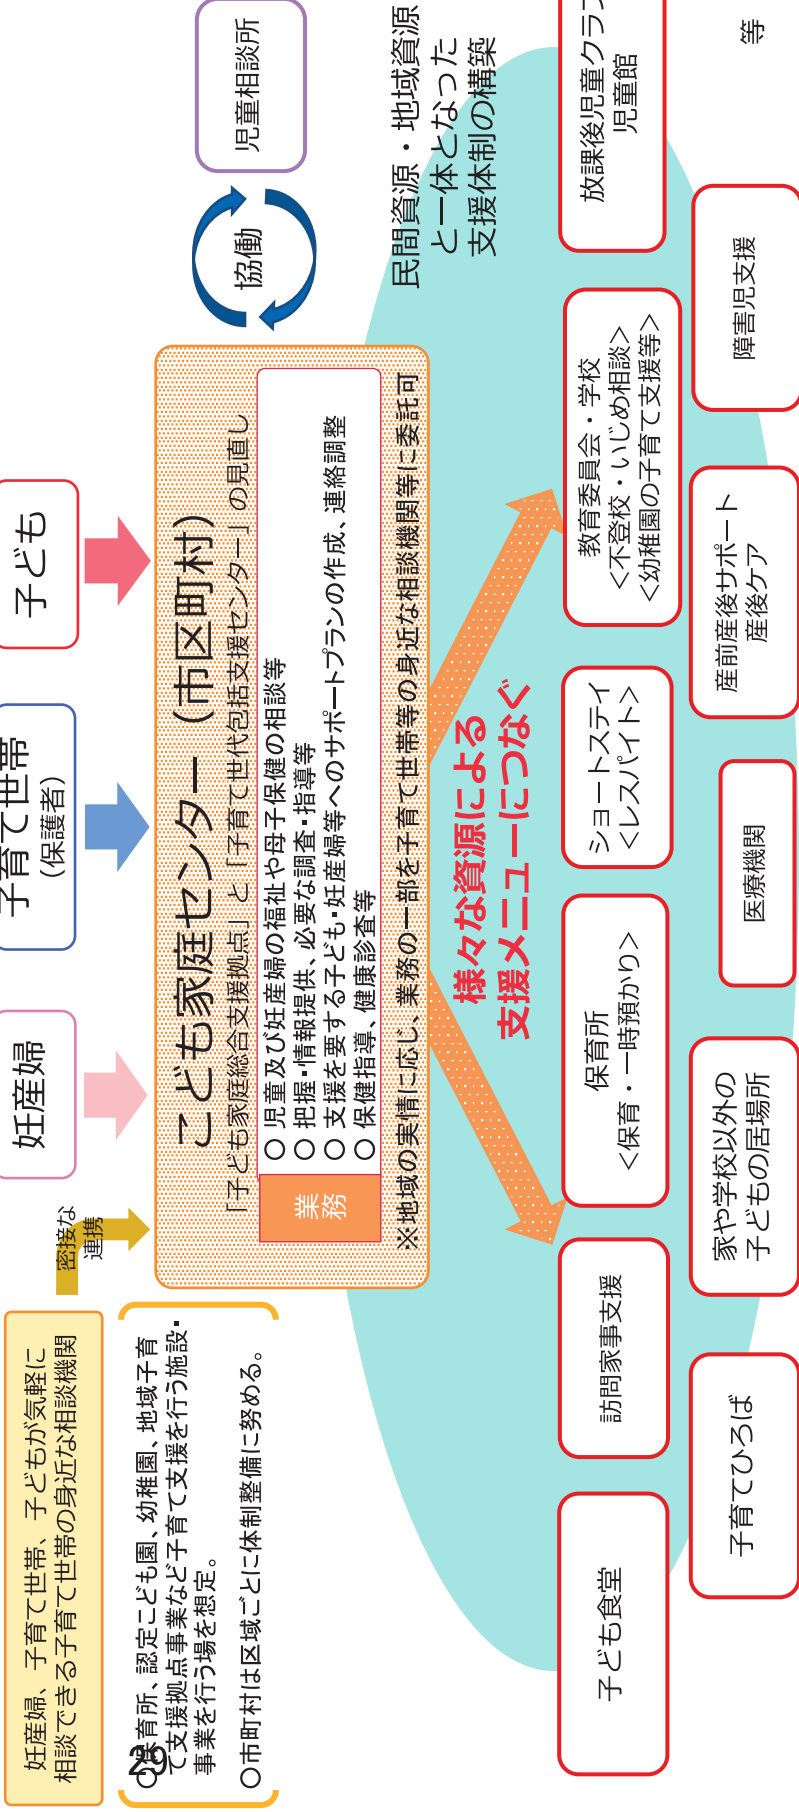 妊産婦
子育て世帯
(保護者)
子ども
妊産婦、子育て世帯、子どもが気軽に
相談できる子育て世帯の身近な相談機関
密接な
連携
○保育所、認定こども園、幼稚園、地域子育
て支援拠点事業など子育て支援を行う施設・
事業を行う場を想定。
○市町村は区域ごとに体制整備に努める。
29
こども家庭センター（市区町村）
「子ども家庭総合支援拠点」と「子育て世代包括支援センター」の見直し
業務
○ 児童及び妊産婦の福祉や母子保健の相談等
○ 把握・情報提供、必要な調査・指導等
○ 支援を要する子ども・妊産婦等へのサポートプランの作成、連絡調整
○ 保健指導、健康診査等
※地域の実情に応じ、業務の一部を子育て世帯等の身近な相談機関等に委託可
協働
児童相談所
様々な資源による
支援メニューにつなぐ
民間資源・地域資源
と一体となった
支援体制の構築
子ども食堂
訪問家事支援
保育所
<保育・一時預かり>
ショートステイ
<レスパイト>
教育委員会・学校
<不登校・いじめ相談>
<幼稚園の子育て支援等>
放課後児童クラブ
児童館
子育てひろば
家や学校以外の
子どもの居場所
医療機関
産前産後サポート
産後ケア
障害児支援
等